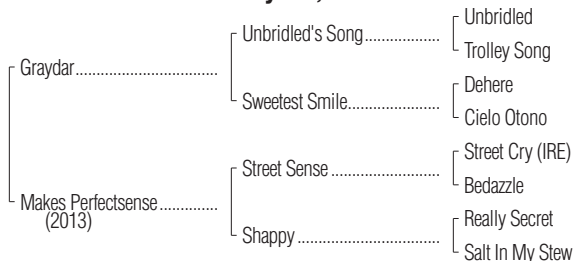 Unbridled
Unbridled's Song
Trolley Song
Graydar
Dehere
Sweetest Smile
Cielo Otono
Street Cry (IRE)
Street Sense
Bedazzle
Makes Perfectsense
(2013)
Really Secret
Shappy
Salt In My Stew